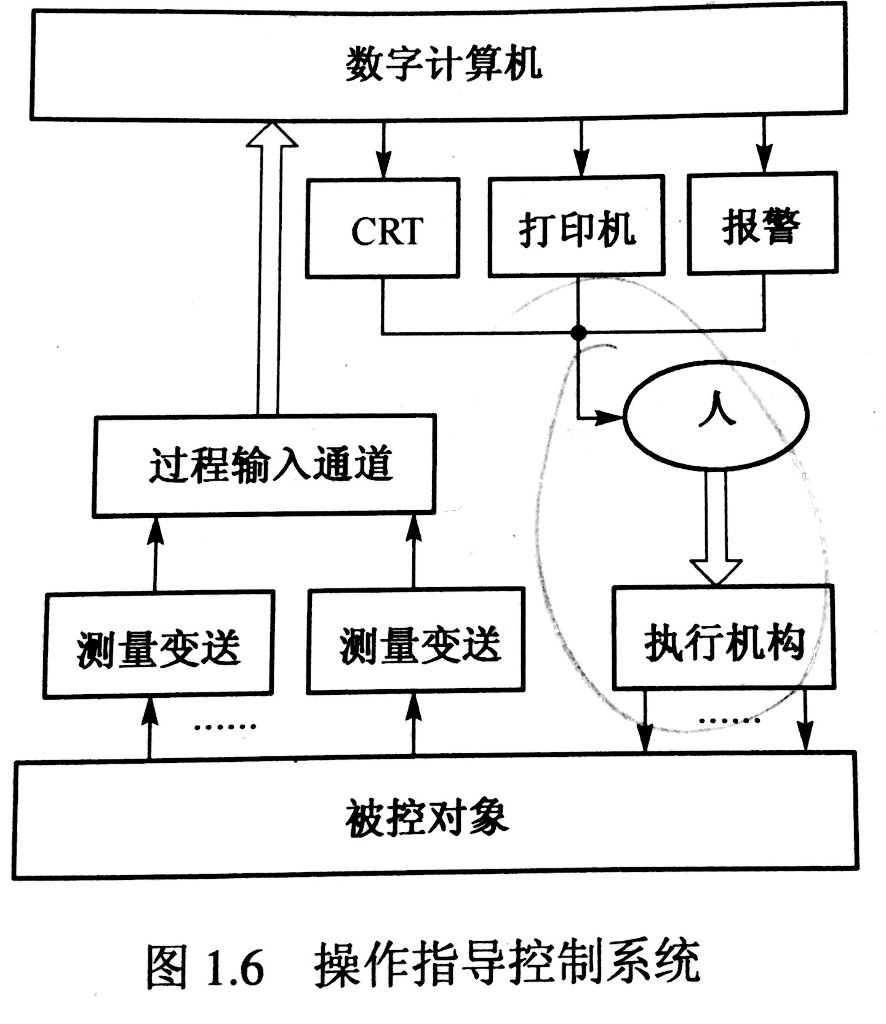 数字计算机
CRT
打印机
报警
人
过程输入通道
测量变送
测量变送
执行机构
......
......
被控对象
图 1.6 操作指导控制系统